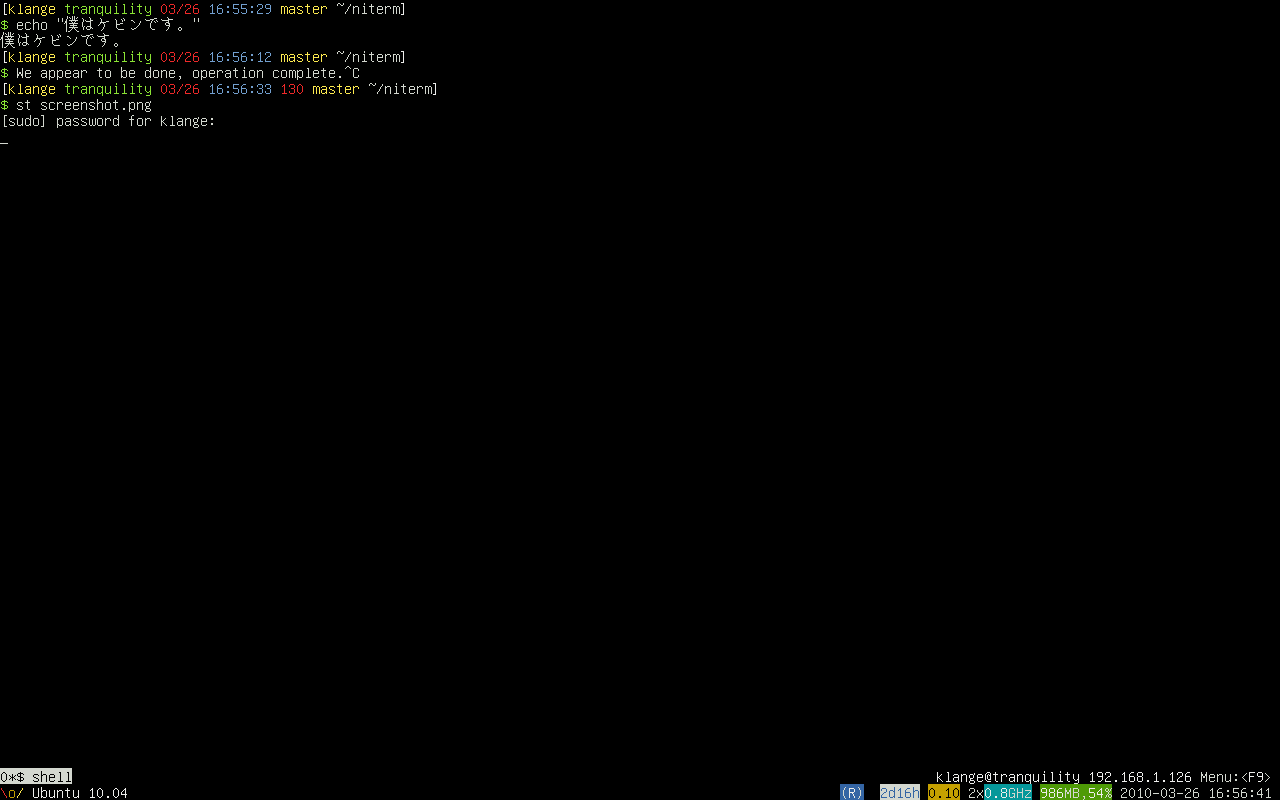 [klange tranquility 03/26 16:55:29 master ~/niterm]
$ echo "僕はケビンです。"
僕はケビンです。
[klange tranquility 03/26 16:56:12 master ~/niterm]
$ We appear to be done, operation complete.^C
[klange tranquility 03/26 16:56:33 130 master ~/niterm]
$ st screenshot.png
[sudo] password for klange:
_
0*$ shell klange@tranquility 192.168.1.126 Menu:<F9>
\o/ Ubuntu 10.04 (R) 2d16h 0.10 2x0.8GHz 986MB,54% 2010-03-26 16:56:41